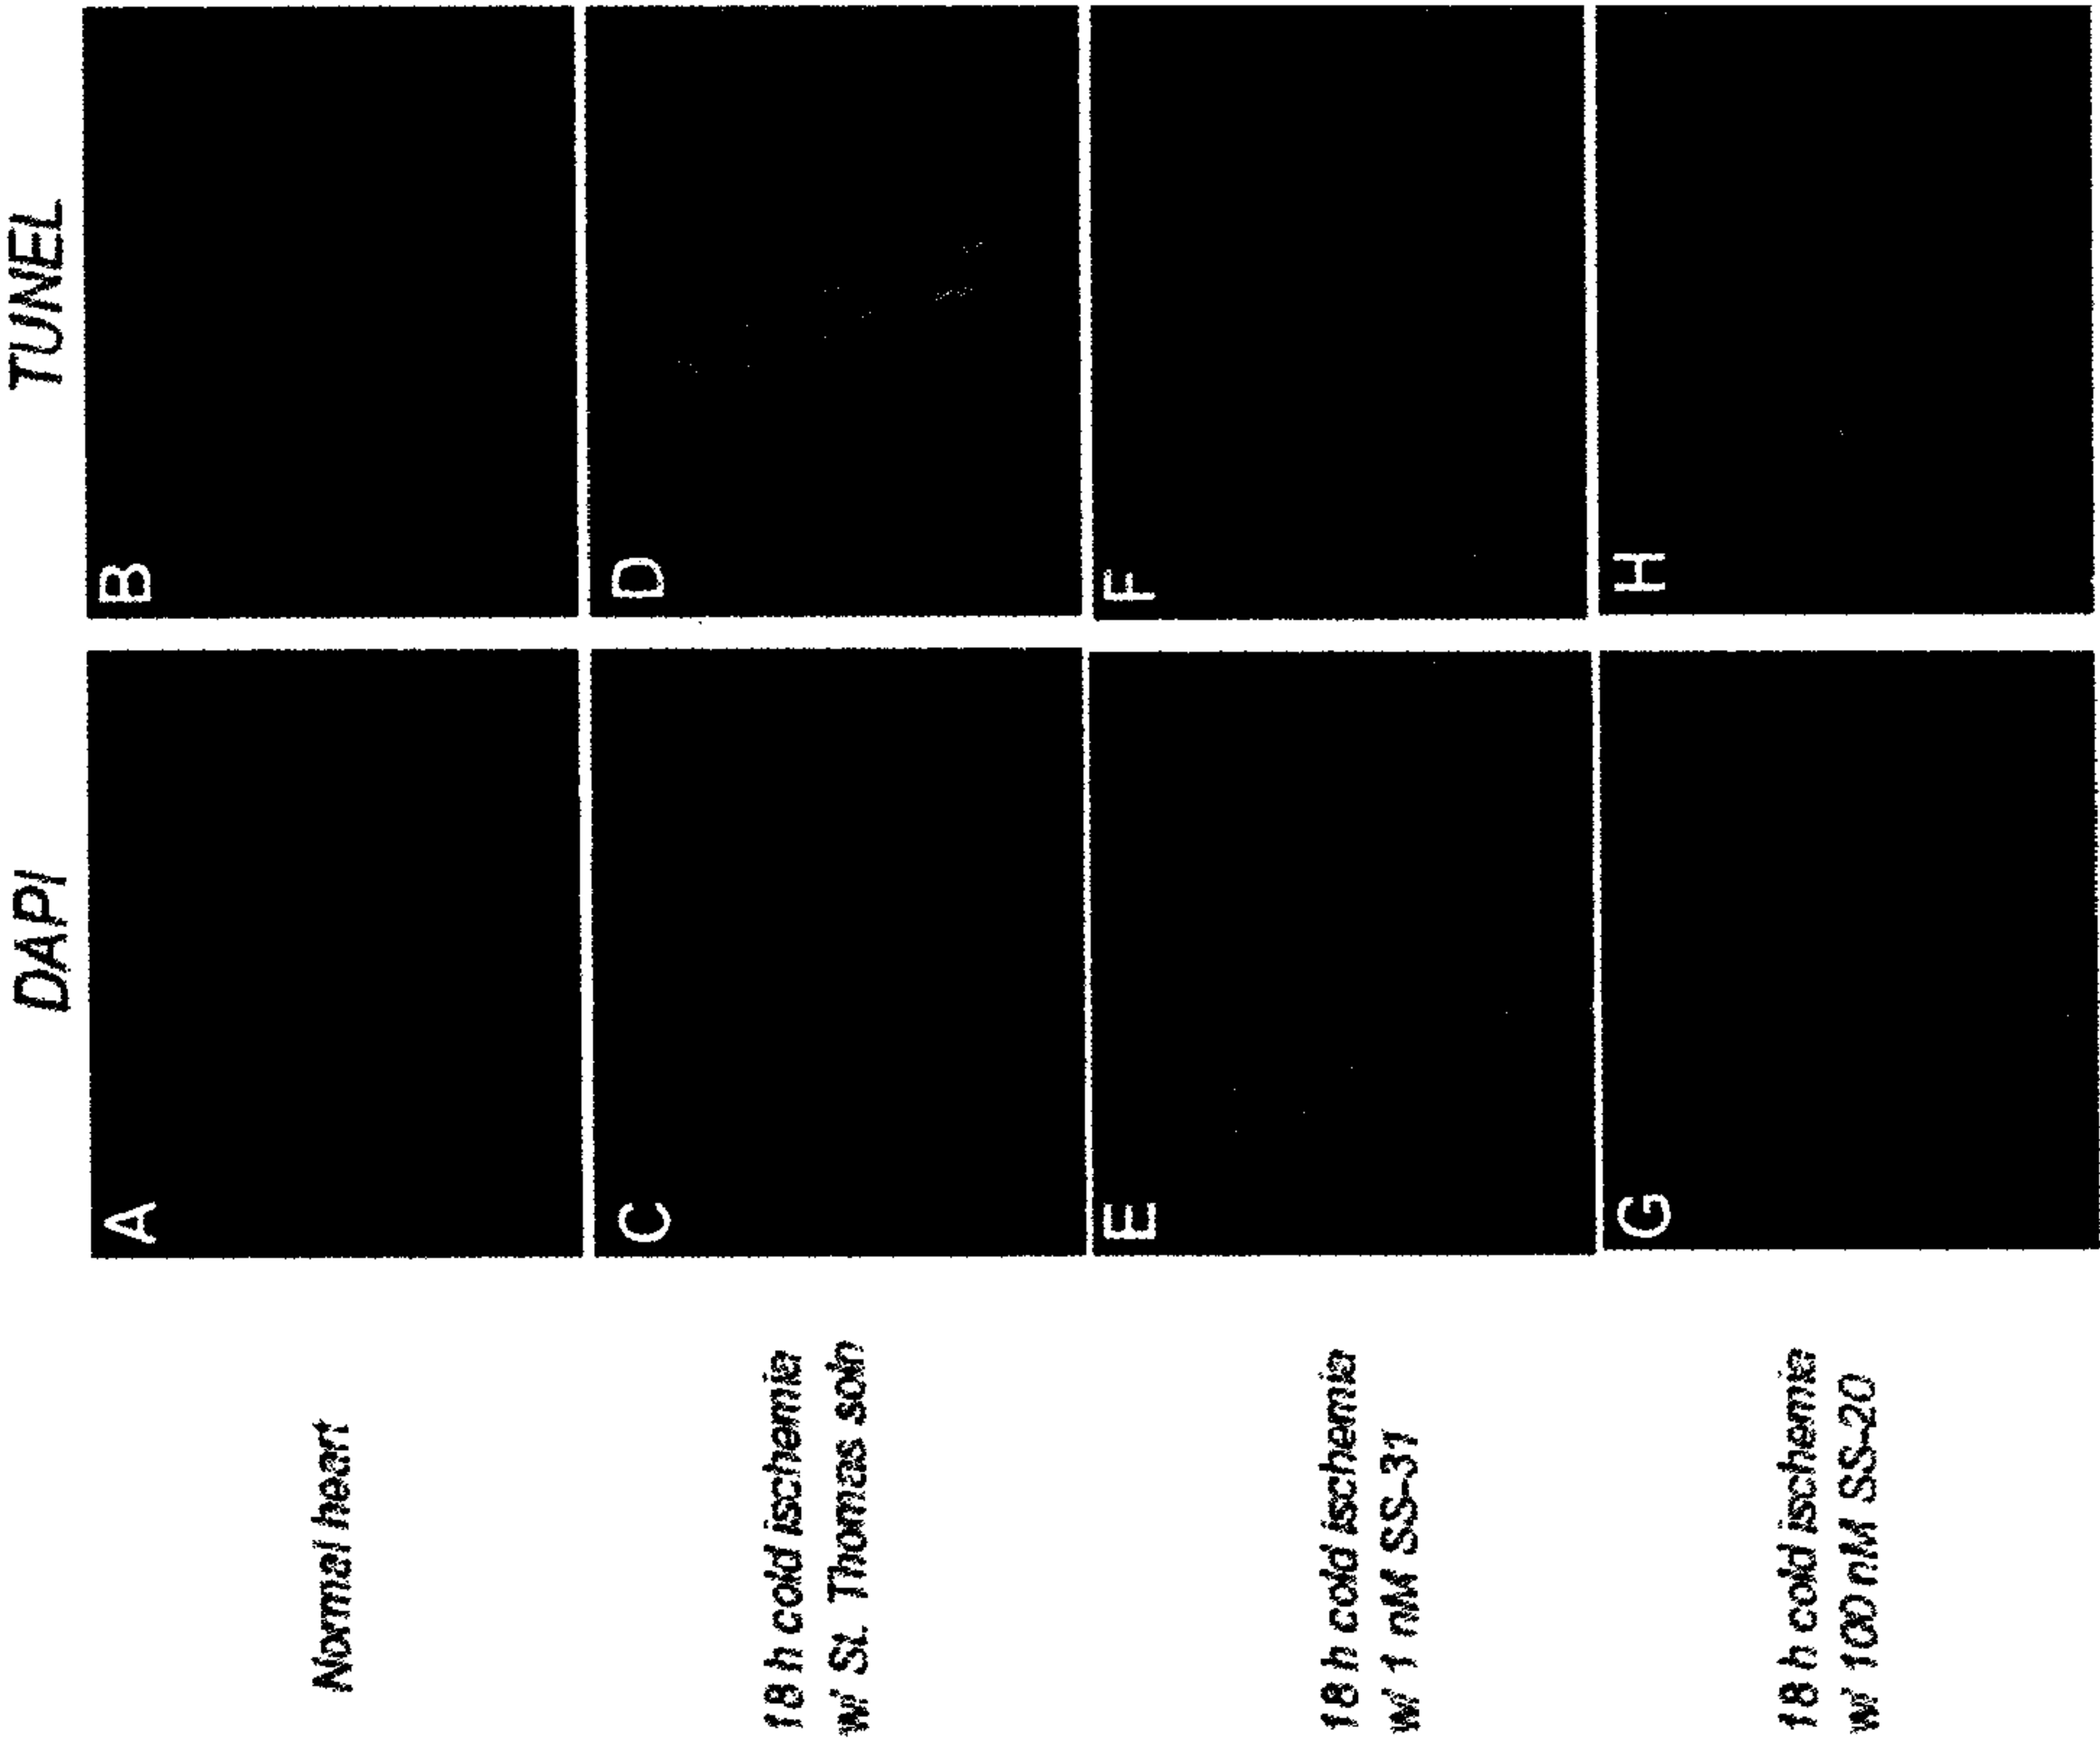 DAPI
TUNEL
Normal heart
A
B
18 h cold ischemia
w/ St. Thomas soln
C
D
18 h cold ischemia
w/ 1 nM SS-31
E
F
18 h cold ischemia
w/ 100 nM SS-20
G
H